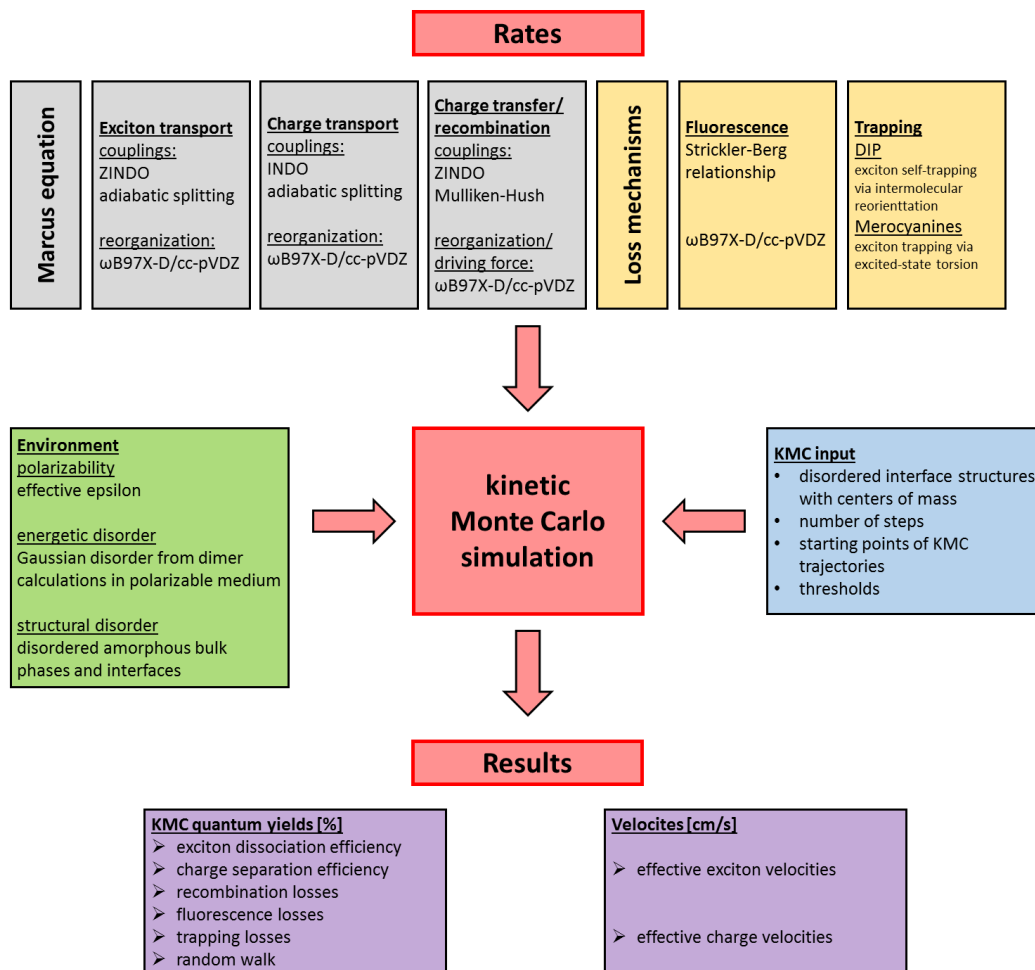 Rates
Marcus equation
Exciton transport
couplings:
ZINDO
adiabatic splitting
reorganization:
ωB97X-D/cc-pVDZ
Charge transport
couplings:
INDO
adiabatic splitting
reorganization:
ωB97X-D/cc-pVDZ
Charge transfer/
recombination
couplings:
ZINDO
Mulliken-Hush
reorganization/
driving force:
ωB97X-D/cc-pVDZ
Loss mechanisms
Fluorescence
Strickler-Berg
relationship
ωB97X-D/cc-pVDZ
Trapping
DIP
exciton self-trapping
via intermolecular
reorienttation
Merocyanines
exciton trapping via
excited-state torsion
Environment
polarizability
effective epsilon
energetic disorder
Gaussian disorder from dimer
calculations in polarizable medium
structural disorder
disordered amorphous bulk
phases and interfaces
kinetic
Monte Carlo
simulation
KMC input
• disordered interface structures
with centers of mass
• number of steps
• starting points of KMC
trajectories
• thresholds
Results
KMC quantum yields [%]
➢ exciton dissociation efficiency
➢ charge separation efficiency
➢ recombination losses
➢ fluorescence losses
➢ trapping losses
➢ random walk
Velocites [cm/s]
➢ effective exciton velocities
➢ effective charge velocities